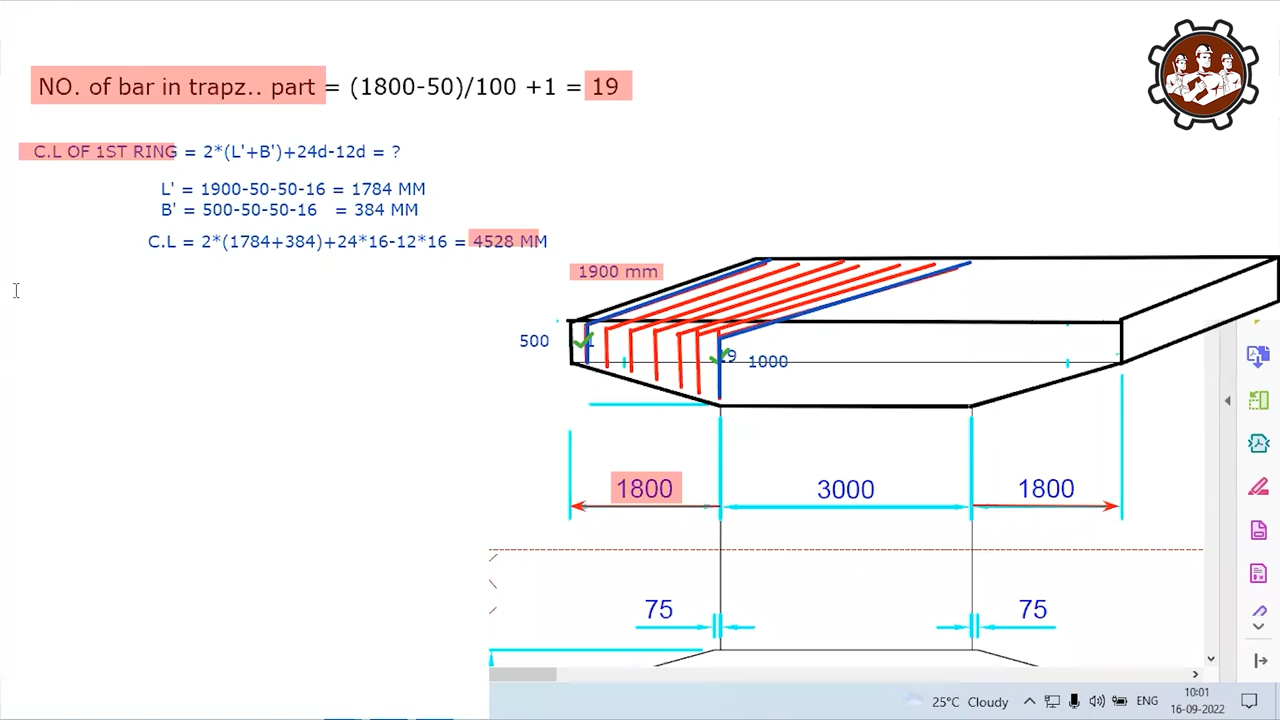 NO. of bar in trapz.. part = (1800-50)/100 +1 = 19
C.L OF 1ST RING = 2*(L'+B')+24d-12d = ?
L' = 1900-50-50-16 = 1784 MM
B' = 500-50-50-16 = 384 MM
C.L = 2*(1784+384)+24*16-12*16 = 4528 MM
1900 mm
500
1000
1800
3000
1800
75
75
25°C Cloudy
ENG
10:01
16-09-2022